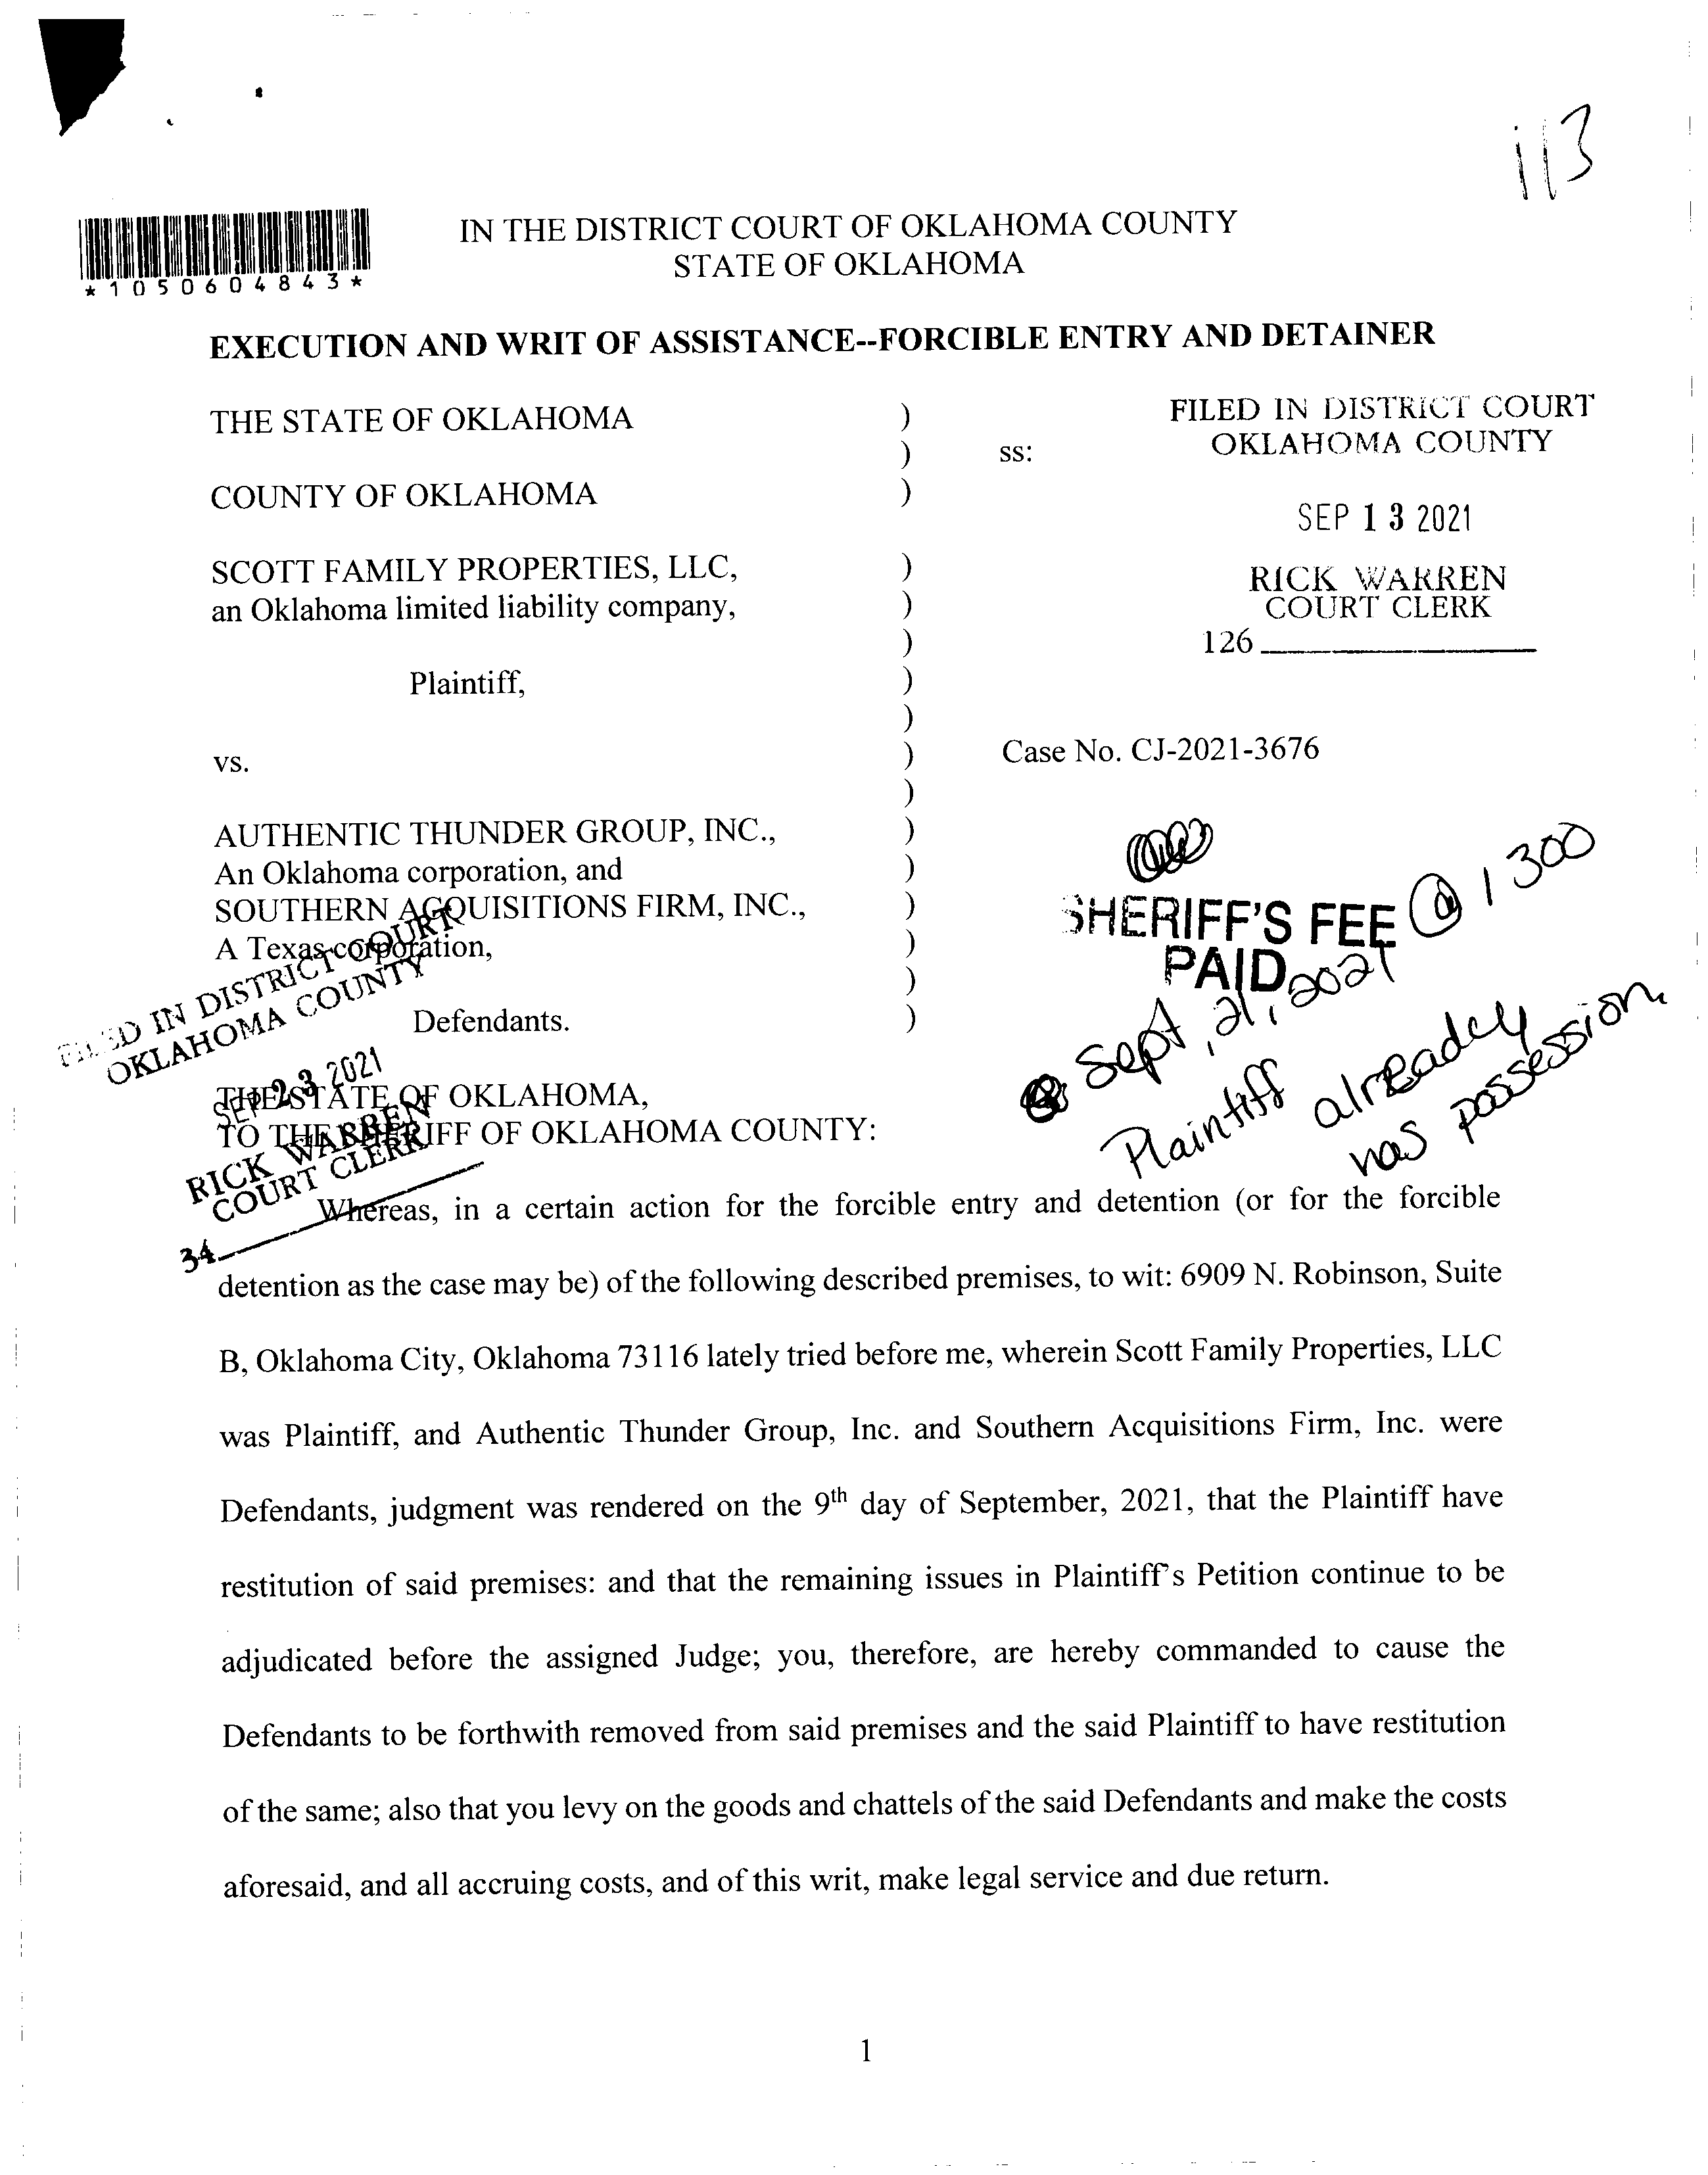 113
*1050604843*
IN THE DISTRICT COURT OF OKLAHOMA COUNTY
STATE OF OKLAHOMA
EXECUTION AND WRIT OF ASSISTANCE--FORCIBLE ENTRY AND DETAINER
THE STATE OF OKLAHOMA )
) ss:
COUNTY OF OKLAHOMA )
FILED IN DISTRICT COURT
OKLAHOMA COUNTY
SEP 13 2021
RICK WARREN
COURT CLERK
126
SCOTT FAMILY PROPERTIES, LLC, )
an Oklahoma limited liability company, )
)
Plaintiff, )
)
vs. )
)
Case No. CJ-2021-3676
AUTHENTIC THUNDER GROUP, INC., )
An Oklahoma corporation, and )
SOUTHERN ACQUISITIONS FIRM, INC., )
A Texas corporation, )
)
Defendants. )
SHERIFF'S FEE
PAID
@ 1300
Sept, 21, 2021
Plaintiff already
has possession.
FILED IN DISTRICT COURT
OKLAHOMA COUNTY
SEP 23 2021
RICK WARREN
COURT CLERK
34
THE STATE OF OKLAHOMA,
TO THE SHERIFF OF OKLAHOMA COUNTY:
Whereas, in a certain action for the forcible entry and detention (or for the forcible
detention as the case may be) of the following described premises, to wit: 6909 N. Robinson, Suite
B, Oklahoma City, Oklahoma 73116 lately tried before me, wherein Scott Family Properties, LLC
was Plaintiff, and Authentic Thunder Group, Inc. and Southern Acquisitions Firm, Inc. were
Defendants, judgment was rendered on the 9th day of September, 2021, that the Plaintiff have
restitution of said premises: and that the remaining issues in Plaintiff's Petition continue to be
adjudicated before the assigned Judge; you, therefore, are hereby commanded to cause the
Defendants to be forthwith removed from said premises and the said Plaintiff to have restitution
of the same; also that you levy on the goods and chattels of the said Defendants and make the costs
aforesaid, and all accruing costs, and of this writ, make legal service and due return.
1